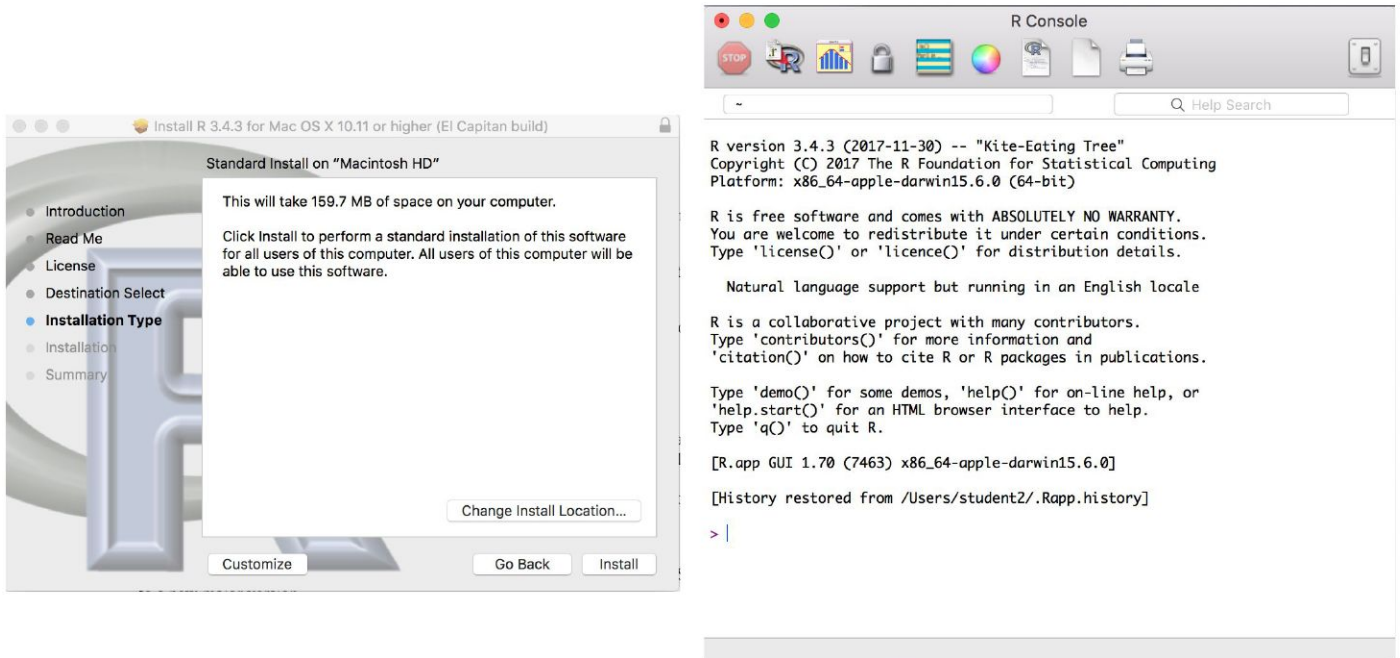 Install R 3.4.3 for Mac OS X 10.11 or higher (El Capitan build)
Standard Install on "Macintosh HD"
Introduction
Read Me
License
Destination Select
Installation Type
Installation
Summary
This will take 159.7 MB of space on your computer.
Click Install to perform a standard installation of this software
for all users of this computer. All users of this computer will be
able to use this software.
Change Install Location...
Customize
Go Back
Install
R Console
STOP
~
Help Search
R version 3.4.3 (2017-11-30) -- "Kite-Eating Tree"
Copyright (C) 2017 The R Foundation for Statistical Computing
Platform: x86_64-apple-darwin15.6.0 (64-bit)
R is free software and comes with ABSOLUTELY NO WARRANTY.
You are welcome to redistribute it under certain conditions.
Type 'license()' or 'licence()' for distribution details.
Natural language support but running in an English locale
R is a collaborative project with many contributors.
Type 'contributors()' for more information and
'citation()' on how to cite R or R packages in publications.
Type 'demo()' for some demos, 'help()' for on-line help, or
'help.start()' for an HTML browser interface to help.
Type 'q()' to quit R.
[R.app GUI 1.70 (7463) x86_64-apple-darwin15.6.0]
[History restored from /Users/student2/.Rapp.history]
>